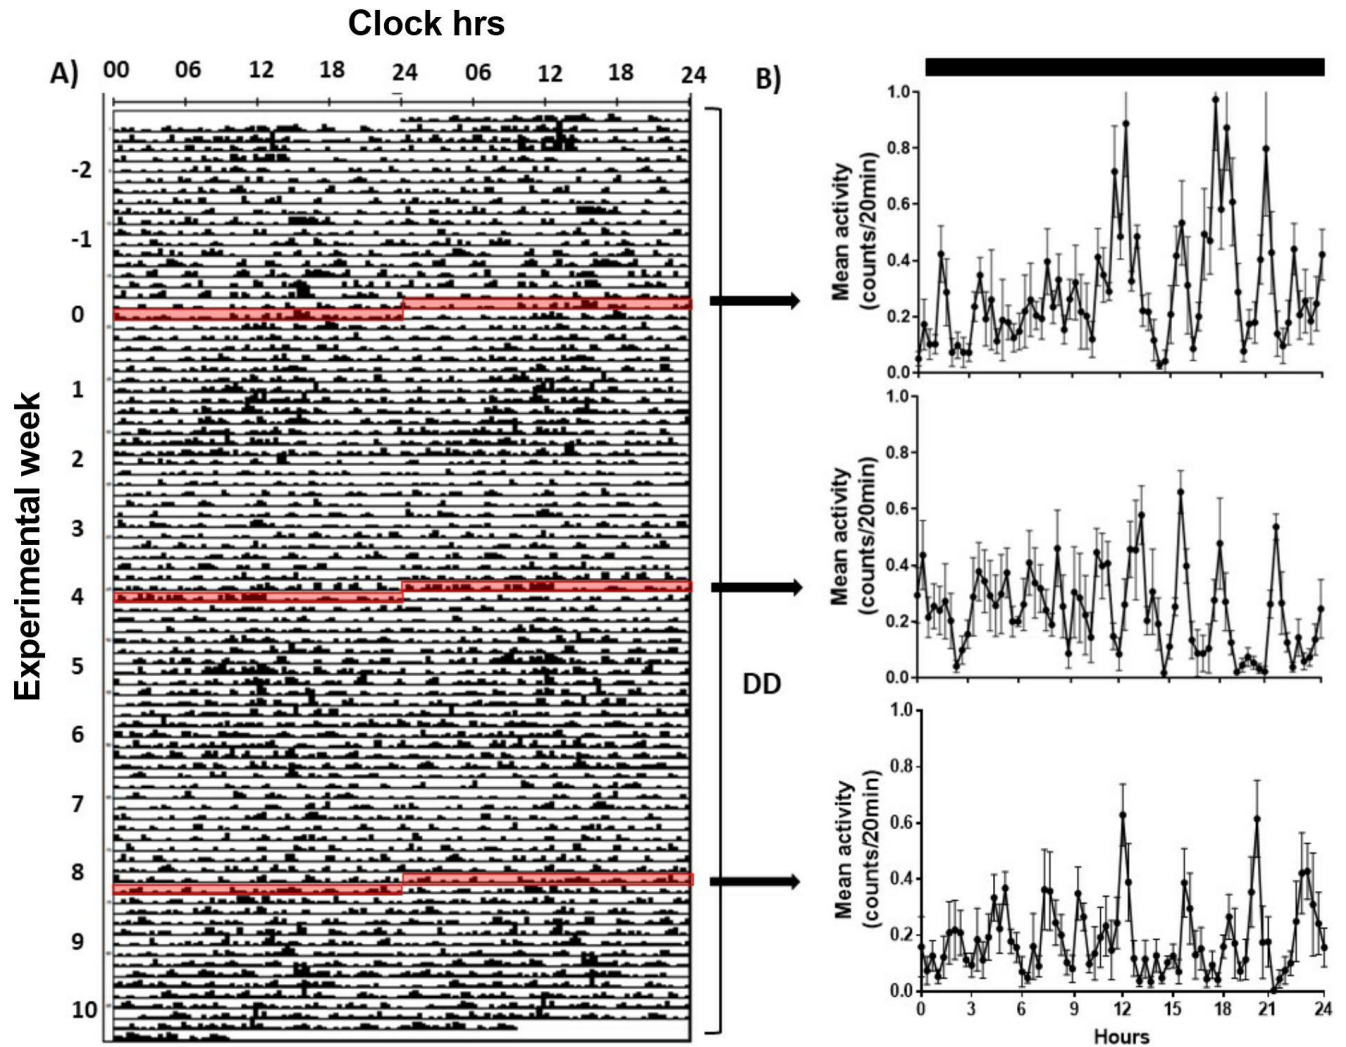 Clock hrs
A)
00 06 12 18 24 06 12 18 24
B)
Experimental week
-2
-1
0
1
2
3
4
5
6
7
8
9
10
DD
Mean activity
(counts/20min)
1.0
0.8
0.6
0.4
0.2
0.0
Mean activity
(counts/20min)
1.0
0.8
0.6
0.4
0.2
0.0
Mean activity
(counts/20min)
1.0
0.8
0.6
0.4
0.2
0.0
0 3 6 9 12 15 18 21 24
Hours